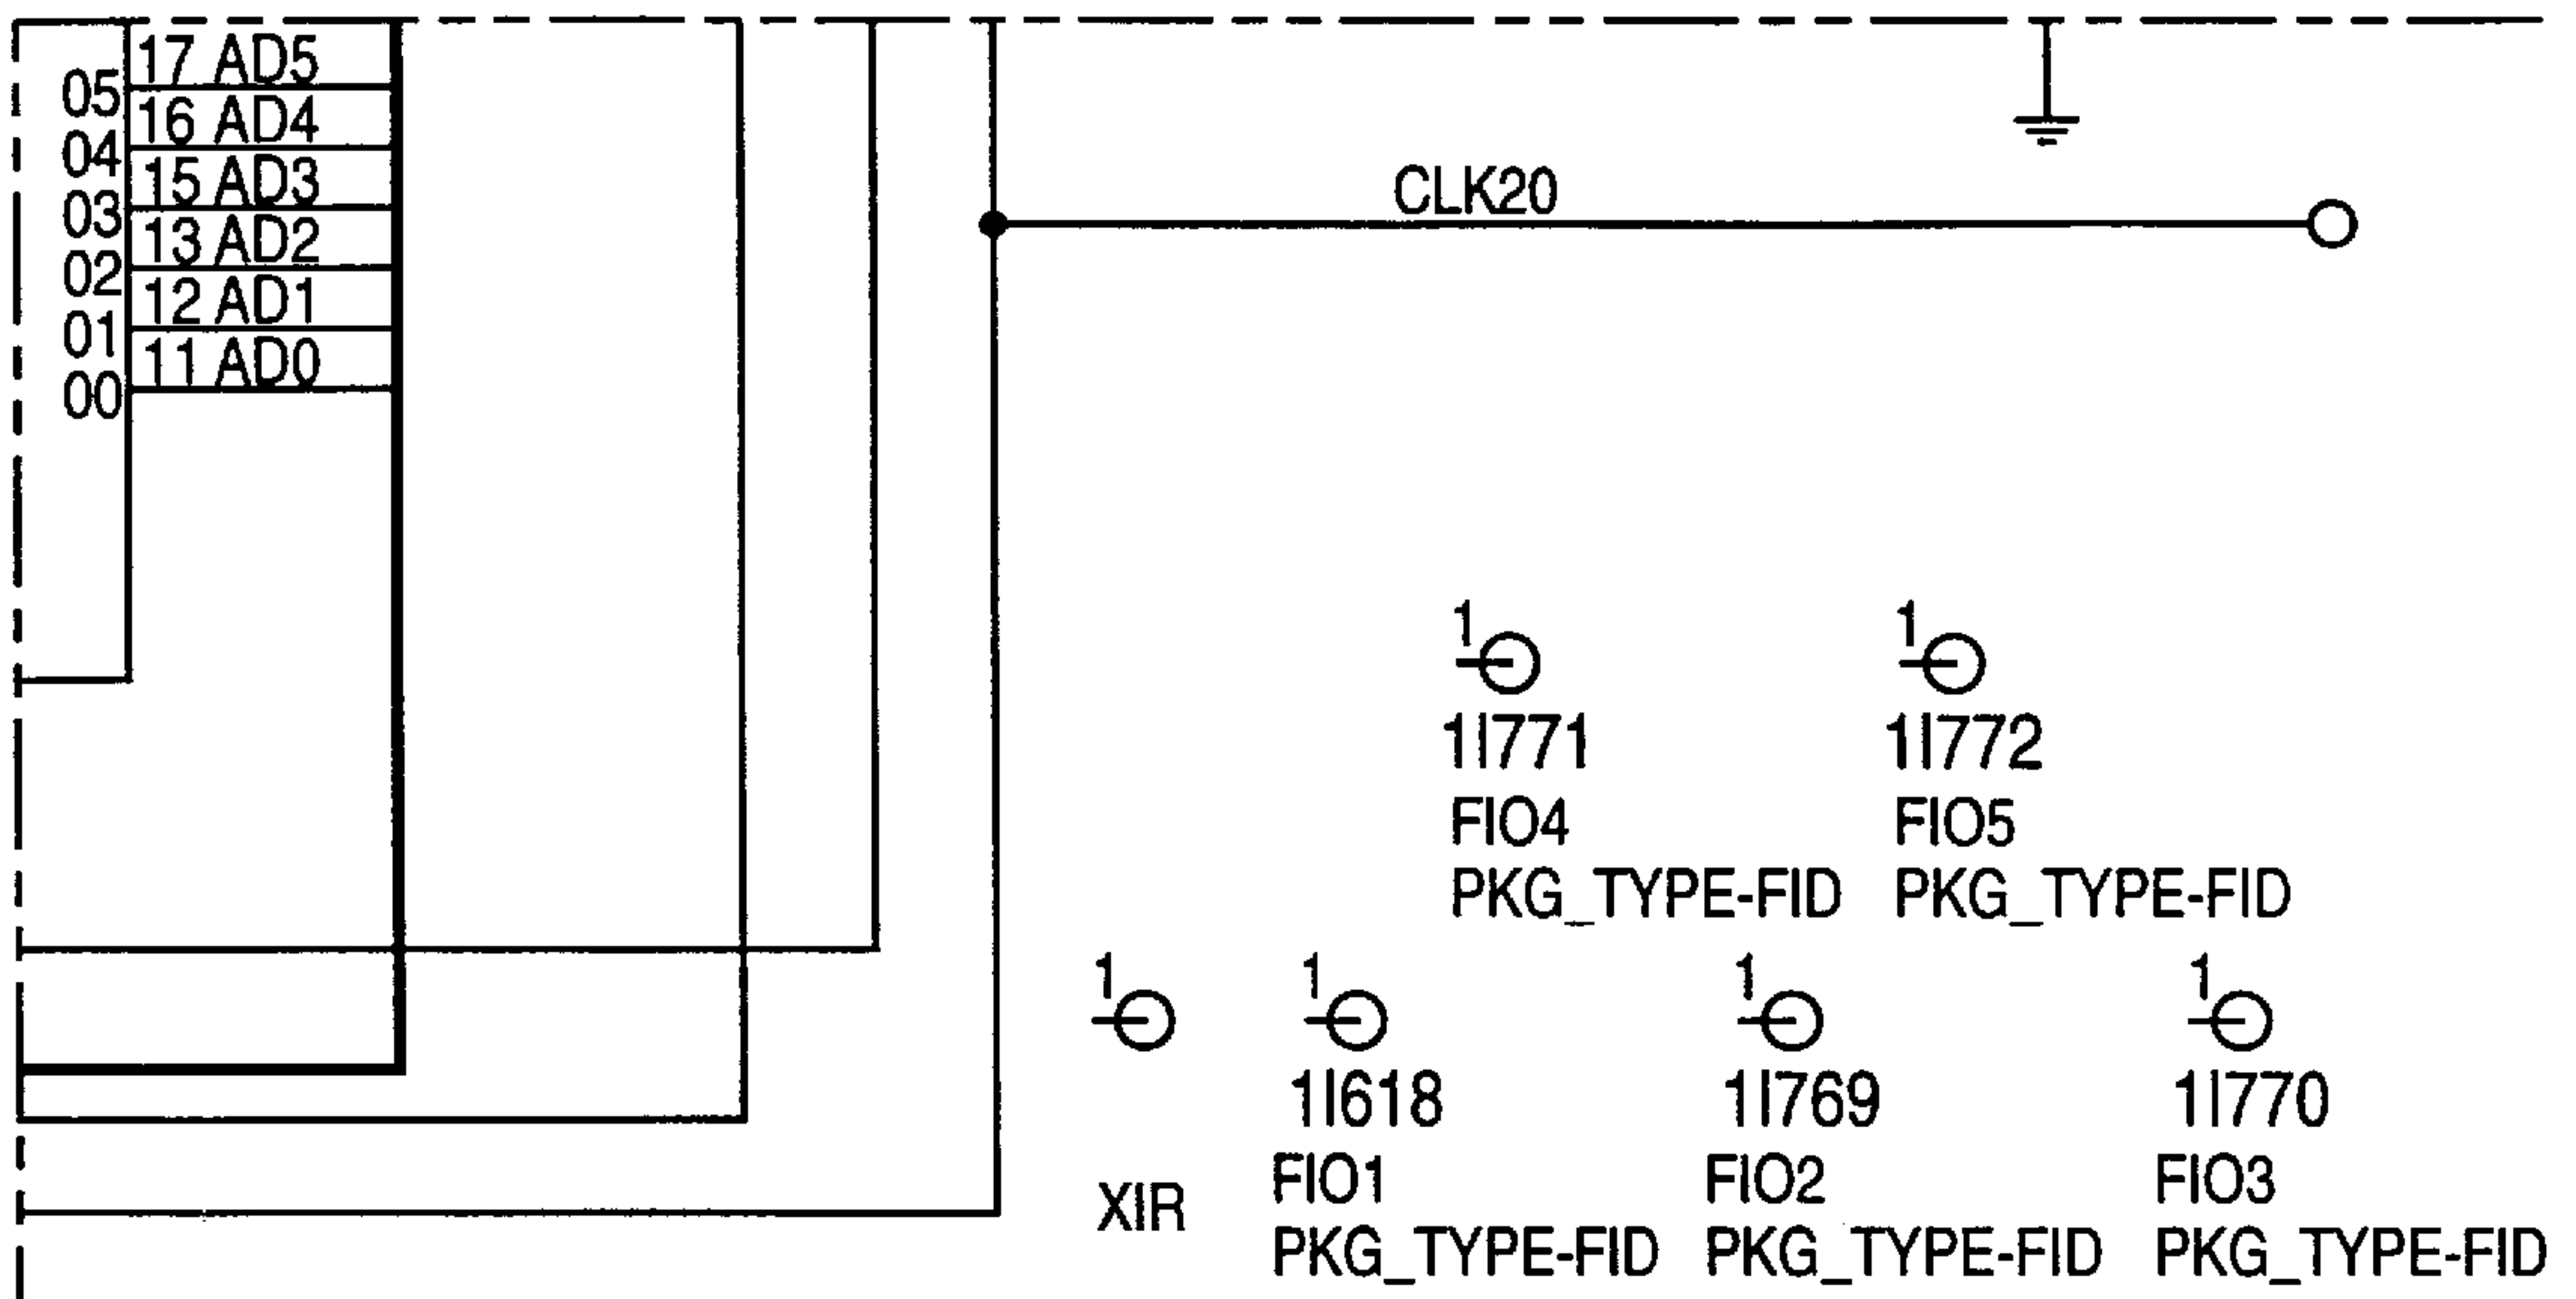 17 AD5
05
16 AD4
04
15 AD3
03
13 AD2
02
12 AD1
01
11 AD0
00
CLK20
1
1
1I771
1I772
FIO4
FIO5
PKG_TYPE-FID
PKG_TYPE-FID
1
1
1
1
1I618
1I769
1I770
XIR
FIO1
FIO2
FIO3
PKG_TYPE-FID
PKG_TYPE-FID
PKG_TYPE-FID